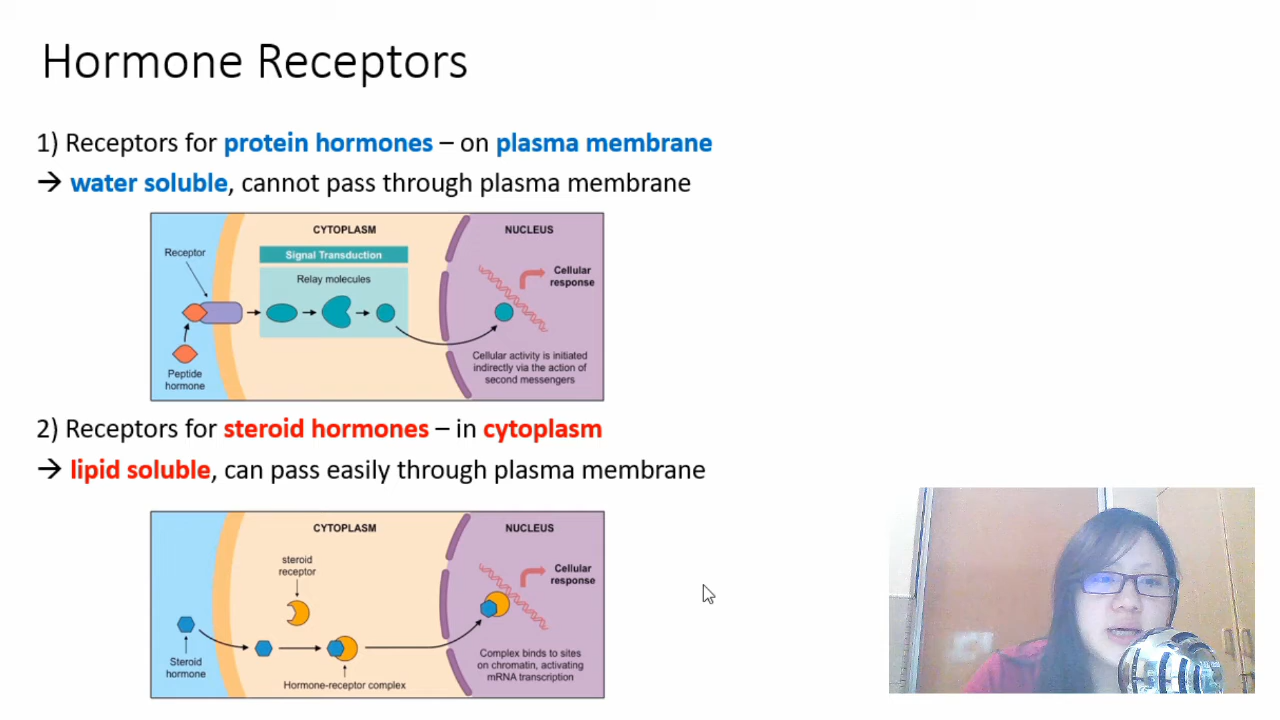 Hormone Receptors
1) Receptors for protein hormones – on plasma membrane
→ water soluble, cannot pass through plasma membrane
CYTOPLASM
NUCLEUS
Receptor
Signal Transduction
Relay molecules
Cellular
response
Peptide
hormone
Cellular activity is initiated
indirectly via the action of
second messengers
2) Receptors for steroid hormones – in cytoplasm
→ lipid soluble, can pass easily through plasma membrane
CYTOPLASM
NUCLEUS
steroid
receptor
Cellular
response
Steroid
hormone
Hormone-receptor complex
Complex binds to sites
on chromatin, activating
mRNA transcription